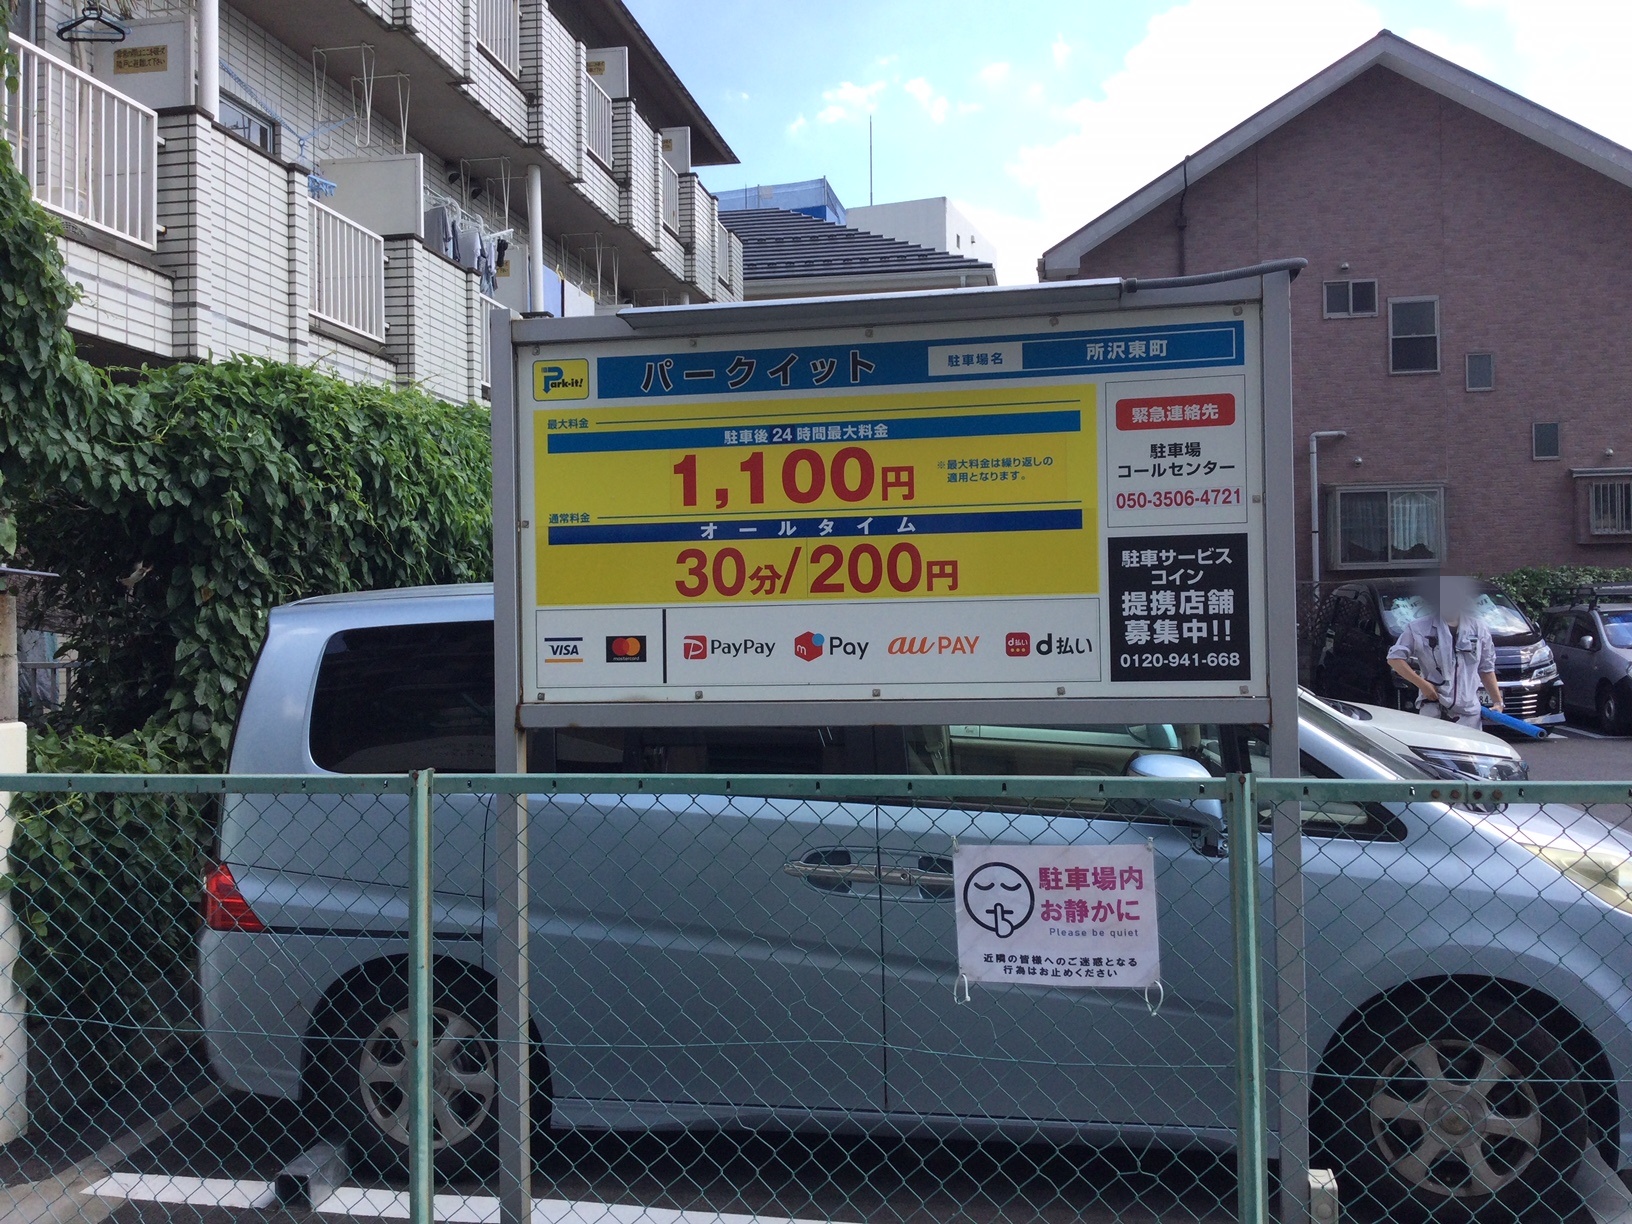 Park-it!
パークイット
駐車場名
所沢東町
最大料金
駐車後24時間最大料金
1,100円
※最大料金は繰り返しの
適用となります。
通常料金
オールタイム
30分/200円
VISA
mastercard
PayPay
m Pay
au PAY
d払い
d払い
緊急連絡先
駐車場
コールセンター
050-3506-4721
駐車サービス
コイン
提携店舗
募集中!!
0120-941-668
駐車場内
お静かに
Please be quiet
近隣の皆様へのご迷惑となる
行為はお止めください